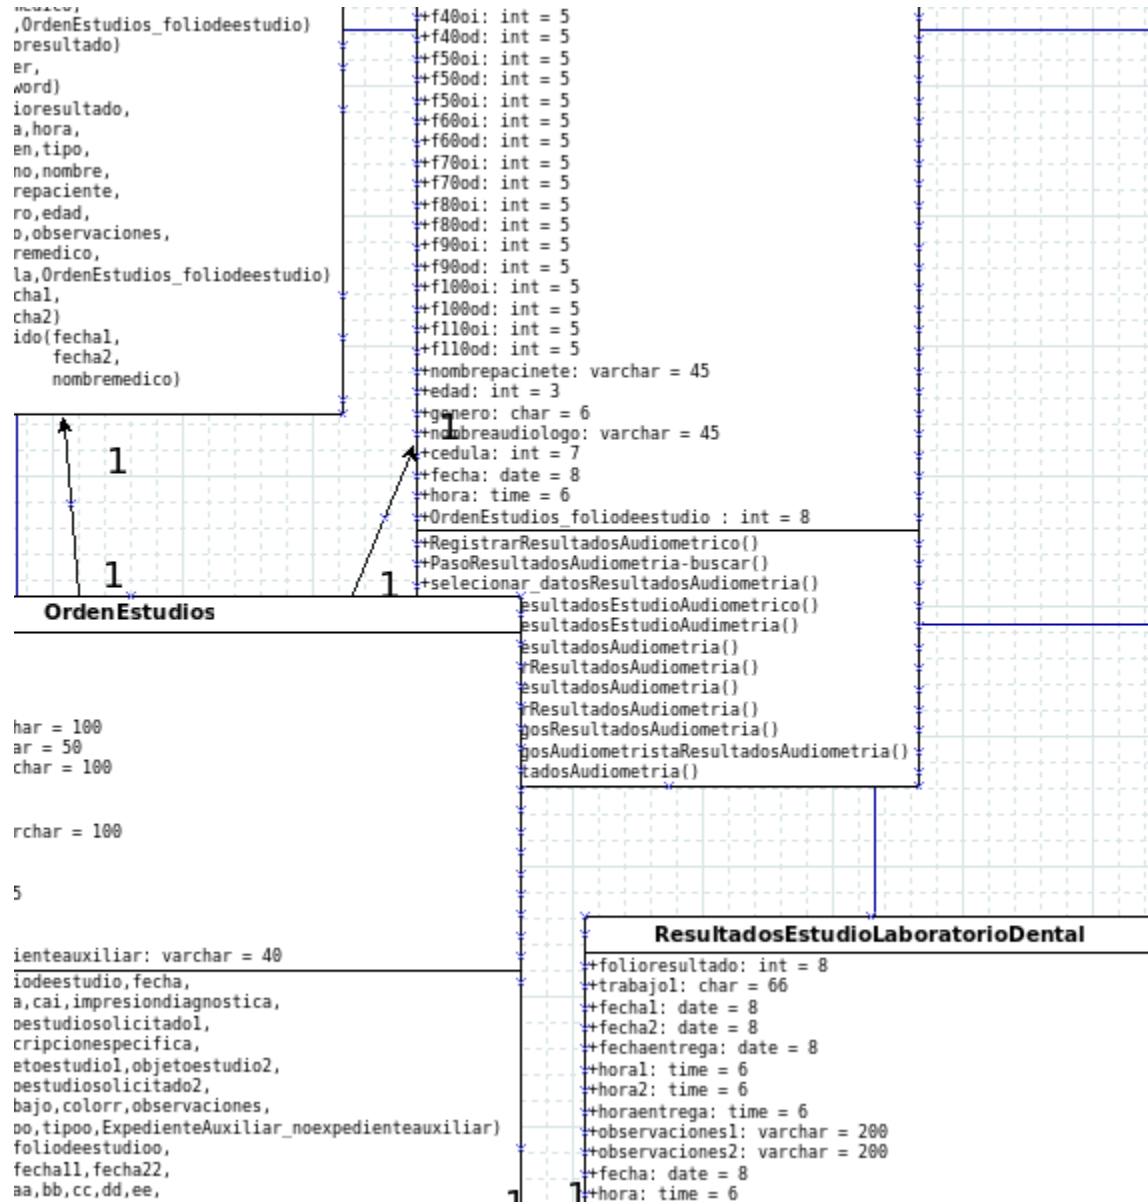 ,OrdenEstudios_foliodeestudio)
oresultado)
er,
word)
ioresultado,
a,hora,
en,tipo,
no,nombre,
repaciente,
ro,edad,
o,observaciones,
remedico,
la,OrdenEstudios_foliodeestudio)
cha1,
cha2)
ido(fecha1,
fecha2,
nombremedico)
+f40oi: int = 5
+f40od: int = 5
+f50oi: int = 5
+f50od: int = 5
+f50oi: int = 5
+f60oi: int = 5
+f60od: int = 5
+f70oi: int = 5
+f70od: int = 5
+f80oi: int = 5
+f80od: int = 5
+f90oi: int = 5
+f90od: int = 5
+f100oi: int = 5
+f100od: int = 5
+f110oi: int = 5
+f110od: int = 5
+nombrepacinete: varchar = 45
+edad: int = 3
+genero: char = 6
+nombreaudiologo: varchar = 45
+cedula: int = 7
+fecha: date = 8
+hora: time = 6
+OrdenEstudios_foliodeestudio : int = 8
+RegistrarResultadosAudiometrico()
+PasoResultadosAudiometria-buscar()
+selecionar_datosResultadosAudiometria()
esultadosEstudioAudiometrico()
esultadosEstudioAudimetria()
esultadosAudiometria()
rResultadosAudiometria()
esultadosAudiometria()
rResultadosAudiometria()
gosResultadosAudiometria()
gosAudiometristaResultadosAudiometria()
tadosAudiometria()
1
1
1
1
OrdenEstudios
har = 100
ar = 50
char = 100
rchar = 100
5
ienteauxiliar: varchar = 40
iodeestudio,fecha,
a,cai,impresiondiagnostica,
oestudiosolicitado1,
cripcionespecifica,
etoestudio1,objetoestudio2,
oestudiosolicitado2,
bajo,colorr,observaciones,
oo,tipoo,ExpedienteAuxiliar_noexpedienteauxiliar)
foliodeestudioo,
fecha11,fecha22,
aa,bb,cc,dd,ee,
1
1
ResultadosEstudioLaboratorioDental
+folioresultado: int = 8
+trabajo1: char = 66
+fecha1: date = 8
+fecha2: date = 8
+fechaentrega: date = 8
+hora1: time = 6
+hora2: time = 6
+horaentrega: time = 6
+observaciones1: varchar = 200
+observaciones2: varchar = 200
+fecha: date = 8
+hora: time = 6